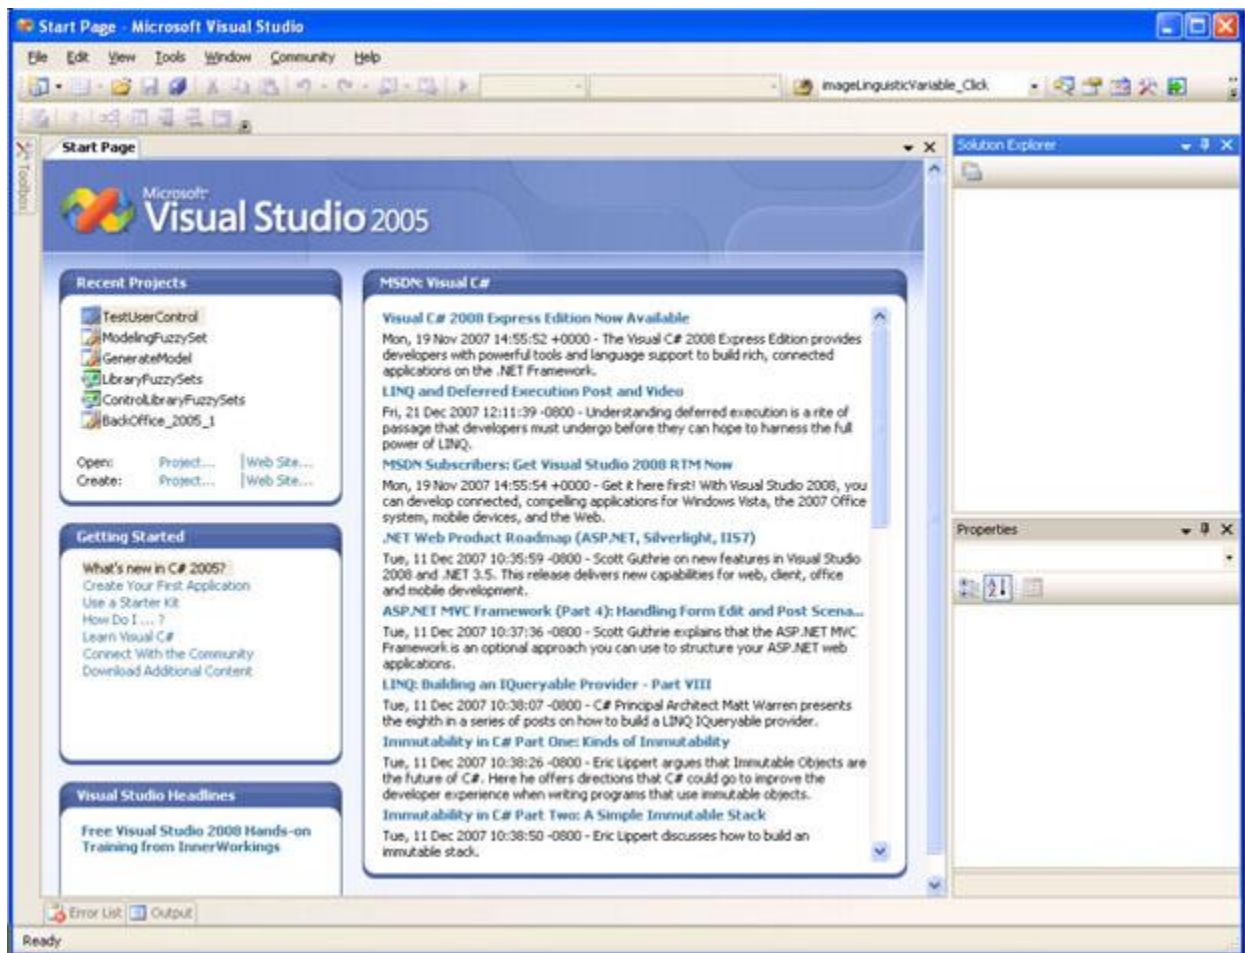 Start Page - Microsoft Visual Studio
File Edit View Tools Window Community Help
imageLinguisticVariable_Click
Toolbox
Start Page
Microsoft
Visual Studio 2005
Recent Projects
TestUserControl
ModelingFuzzySet
GenerateModel
LibraryFuzzySets
ControlLibraryFuzzySets
BackOffice_2005_1
Open: Project... Web Site...
Create: Project... Web Site...
Getting Started
What's new in C# 2005?
Create Your First Application
Use a Starter Kit
How Do I ... ?
Learn Visual C#
Connect With the Community
Download Additional Content
Visual Studio Headlines
Free Visual Studio 2008 Hands-on
Training from InnerWorkings
MSDN: Visual C#
Visual C# 2008 Express Edition Now Available
Mon, 19 Nov 2007 14:55:52 +0000 - The Visual C# 2008 Express Edition provides
developers with powerful tools and language support to build rich, connected
applications on the .NET Framework.
LINQ and Deferred Execution Post and Video
Fri, 21 Dec 2007 12:11:39 -0800 - Understanding deferred execution is a rite of
passage that developers must undergo before they can hope to harness the full
power of LINQ.
MSDN Subscribers: Get Visual Studio 2008 RTM Now
Mon, 19 Nov 2007 14:55:54 +0000 - Get it here first! With Visual Studio 2008, you
can develop connected, compelling applications for Windows Vista, the 2007 Office
system, mobile devices, and the Web.
.NET Web Product Roadmap (ASP.NET, Silverlight, IIS7)
Tue, 11 Dec 2007 10:35:59 -0800 - Scott Guthrie on new features in Visual Studio
2008 and .NET 3.5. This release delivers new capabilities for web, client, office
and mobile development.
ASP.NET MVC Framework (Part 4): Handling Form Edit and Post Scena...
Tue, 11 Dec 2007 10:37:36 -0800 - Scott Guthrie explains that the ASP.NET MVC
Framework is an optional approach you can use to structure your ASP.NET web
applications.
LINQ: Building an IQueryable Provider - Part VIII
Tue, 11 Dec 2007 10:38:07 -0800 - C# Principal Architect Matt Warren presents
the eighth in a series of posts on how to build a LINQ IQueryable provider.
Immutability in C# Part One: Kinds of Immutability
Tue, 11 Dec 2007 10:38:26 -0800 - Eric Lippert argues that Immutable Objects are
the future of C#. Here he offers directions that C# could go to improve the
developer experience when writing programs that use immutable objects.
Immutability in C# Part Two: A Simple Immutable Stack
Tue, 11 Dec 2007 10:38:50 -0800 - Eric Lippert discusses how to build an
immutable stack.
Solution Explorer
Properties
Error List Output
Ready